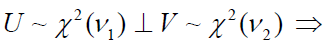 U ~ χ²(ν₁) ⊥ V ~ χ²(ν₂) ⇒